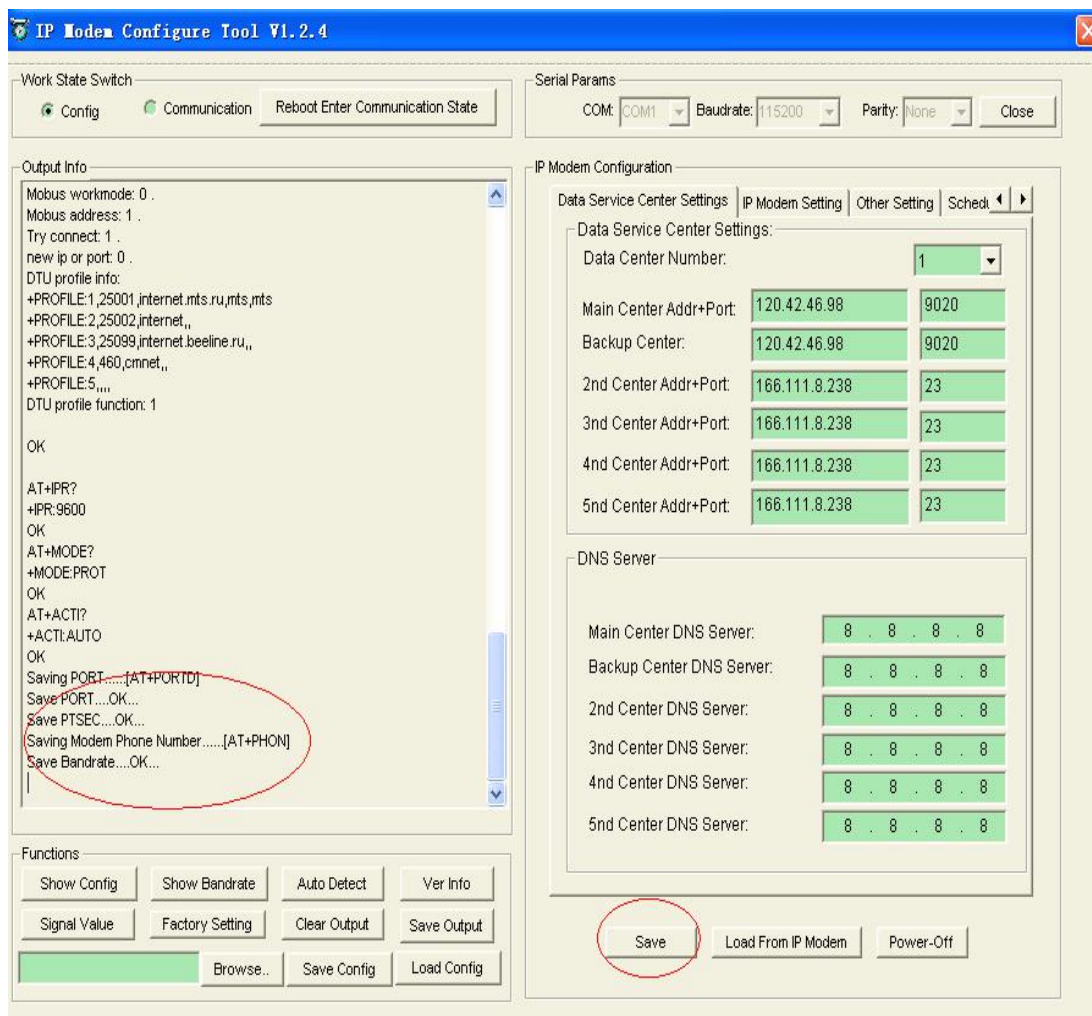 IP Modem Configure Tool V1.2.4
Work State Switch
Config
Communication
Reboot Enter Communication State
Serial Params
COM: COM1
Baudrate: 115200
Parity: None
Close
Output Info
Mobus workmode: 0 .
Mobus address: 1 .
Try connect: 1 .
new ip or port: 0 .
DTU profile info:
+PROFILE:1,25001,internet.mts.ru,mts,mts
+PROFILE:2,25002,internet,,
+PROFILE:3,25099,internet.beeline.ru,,
+PROFILE:4,460,cmnet,,
+PROFILE:5,,,,
DTU profile function: 1
OK
AT+IPR?
+IPR:9600
OK
AT+MODE?
+MODE:PROT
OK
AT+ACTI?
+ACTI:AUTO
OK
Saving PORT......[AT+PORTD]
Save PORT....OK...
Save PTSEC....OK...
Saving Modem Phone Number......[AT+PHON]
Save Bandrate....OK...
Functions
Show Config
Show Bandrate
Auto Detect
Ver Info
Signal Value
Factory Setting
Clear Output
Save Output
Browse..
Save Config
Load Config
IP Modem Configuration
Data Service Center Settings
IP Modem Setting
Other Setting
Schedu
Data Service Center Settings:
Data Center Number: 1
Main Center Addr+Port: 120.42.46.98 9020
Backup Center: 120.42.46.98 9020
2nd Center Addr+Port: 166.111.8.238 23
3nd Center Addr+Port: 166.111.8.238 23
4nd Center Addr+Port: 166.111.8.238 23
5nd Center Addr+Port: 166.111.8.238 23
DNS Server
Main Center DNS Server: 8 . 8 . 8 . 8
Backup Center DNS Server: 8 . 8 . 8 . 8
2nd Center DNS Server: 8 . 8 . 8 . 8
3nd Center DNS Server: 8 . 8 . 8 . 8
4nd Center DNS Server: 8 . 8 . 8 . 8
5nd Center DNS Server: 8 . 8 . 8 . 8
Save
Load From IP Modem
Power-Off